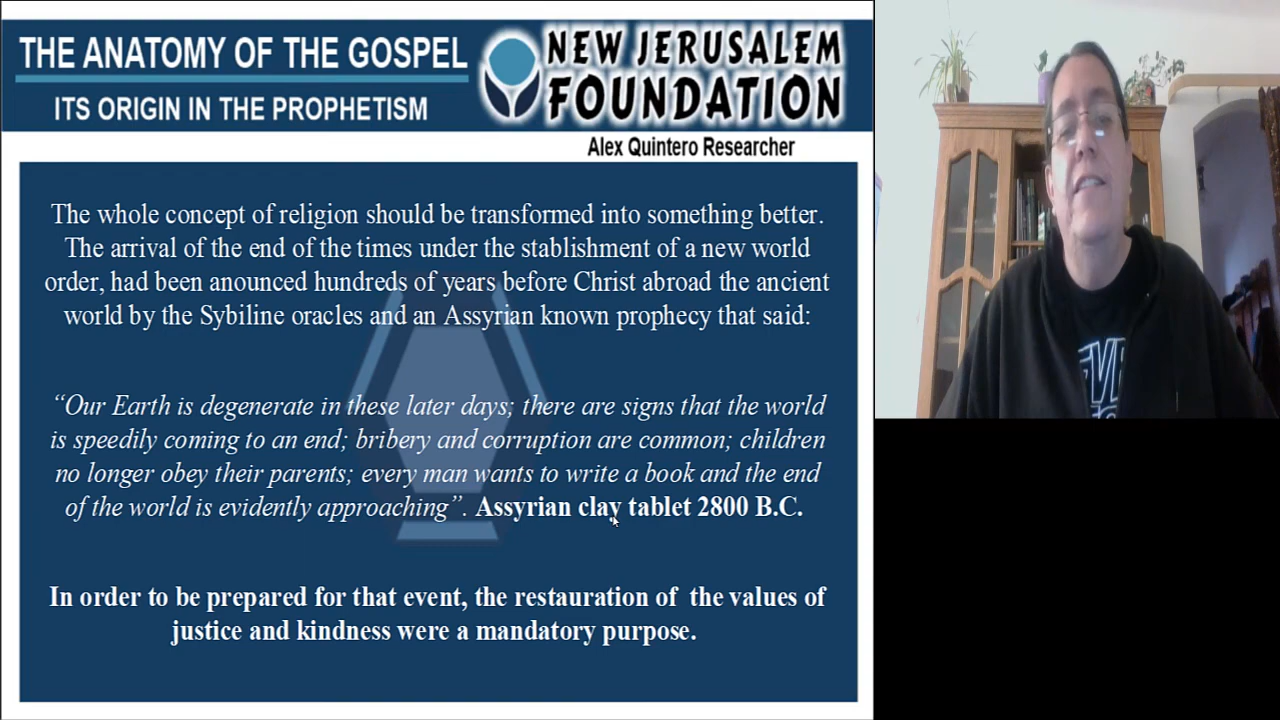 THE ANATOMY OF THE GOSPEL
ITS ORIGIN IN THE PROPHETISM
NEW JERUSALEM
FOUNDATION
Alex Quintero Researcher
The whole concept of religion should be transformed into something better.
The arrival of the end of the times under the stablishment of a new world
order, had been anounced hundreds of years before Christ abroad the ancient
world by the Sybiline oracles and an Assyrian known prophecy that said:
“Our Earth is degenerate in these later days; there are signs that the world
is speedily coming to an end; bribery and corruption are common; children
no longer obey their parents; every man wants to write a book and the end
of the world is evidently approaching”. Assyrian clay tablet 2800 B.C.
In order to be prepared for that event, the restauration of the values of
justice and kindness were a mandatory purpose.